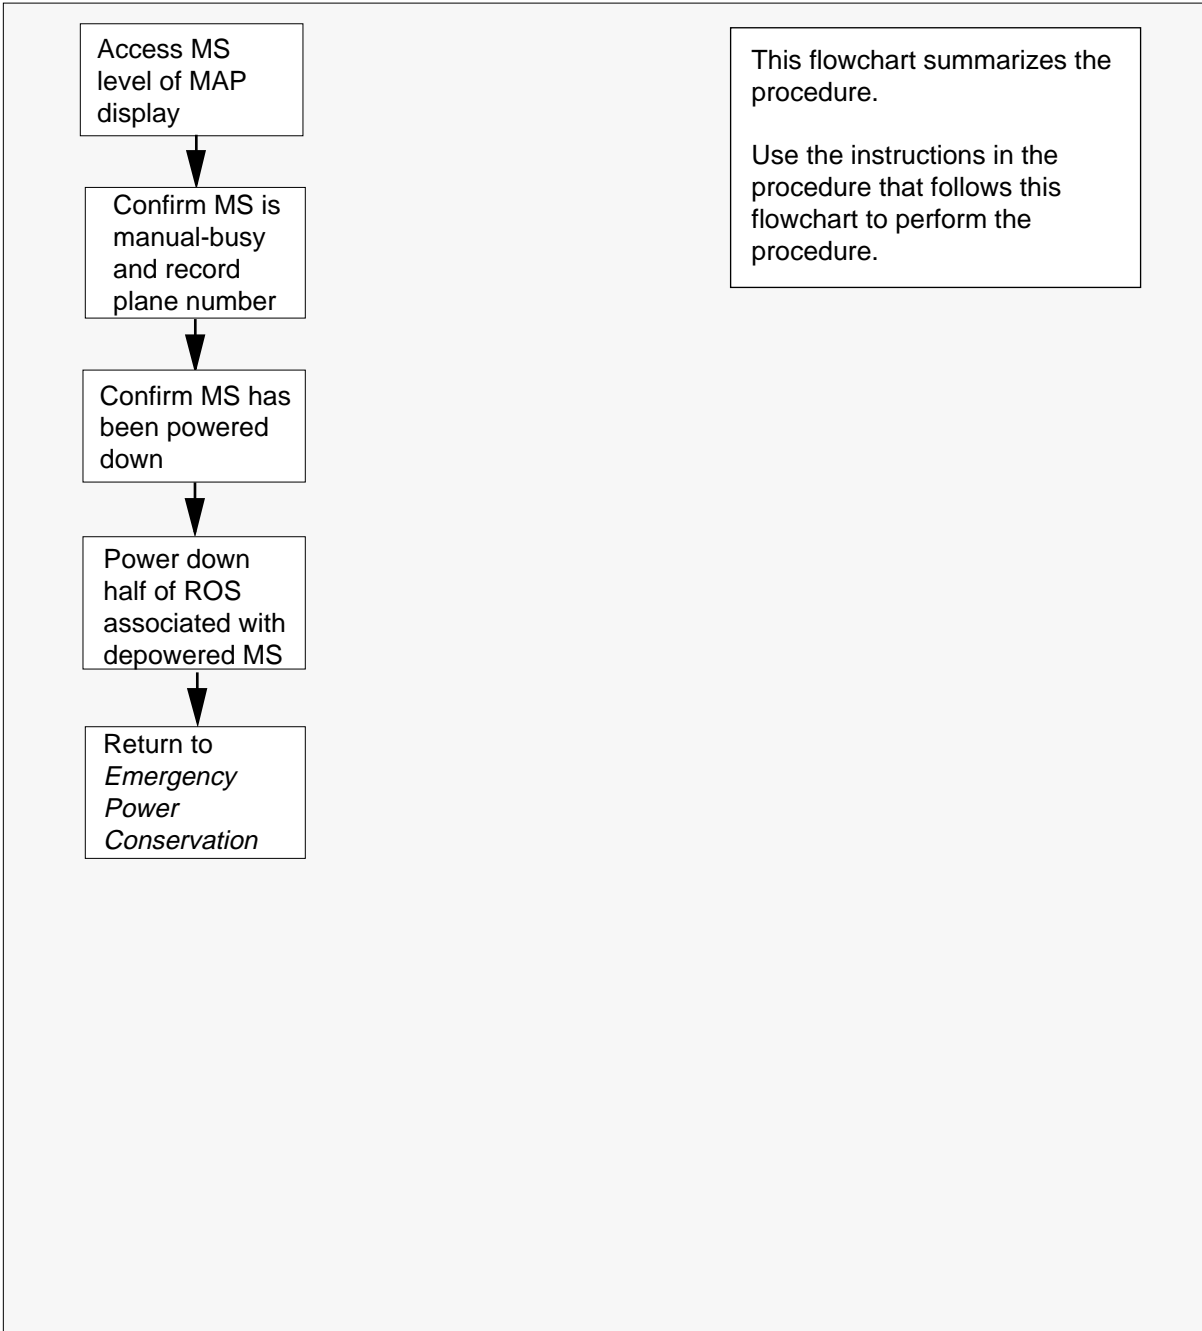 Access MS
level of MAP
display
Confirm MS is
manual-busy
and record
plane number
Confirm MS has
been powered
down
Power down
half of ROS
associated with
depowered MS
Return to
Emergency
Power
Conservation
This flowchart summarizes the
procedure.
Use the instructions in the
procedure that follows this
flowchart to perform the
procedure.